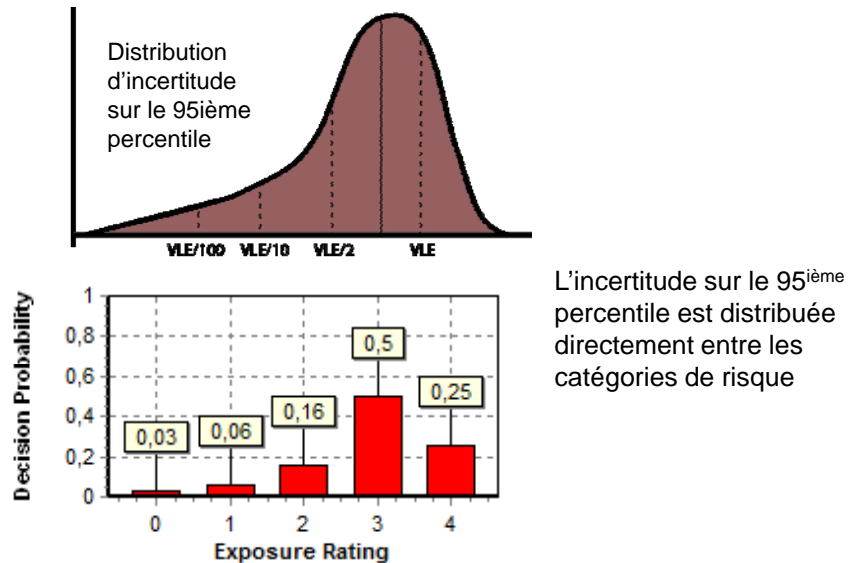 Distribution
d'incertitude
sur le 95ième
percentile
VLE/100 VLE/10 VLE/2 VLE
L'incertitude sur le 95ième
percentile est distribuée
directement entre les
catégories de risque
Decision Probability
1
0,8
0,6
0,4
0,2
0
0,03
0,06
0,16
0,5
0,25
0 1 2 3 4
Exposure Rating